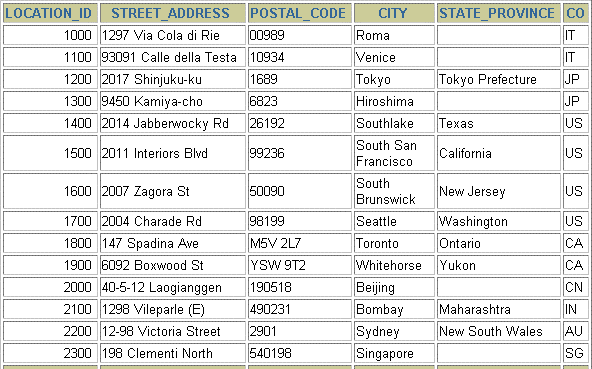 LOCATION_ID STREET_ADDRESS POSTAL_CODE CITY STATE_PROVINCE CO
1000 1297 Via Cola di Rie 00989 Roma IT
1100 93091 Calle della Testa 10934 Venice IT
1200 2017 Shinjuku-ku 1689 Tokyo Tokyo Prefecture JP
1300 9450 Kamiya-cho 6823 Hiroshima JP
1400 2014 Jabberwocky Rd 26192 Southlake Texas US
1500 2011 Interiors Blvd 99236 South San Francisco California US
1600 2007 Zagora St 50090 South Brunswick New Jersey US
1700 2004 Charade Rd 98199 Seattle Washington US
1800 147 Spadina Ave M5V 2L7 Toronto Ontario CA
1900 6092 Boxwood St YSW 9T2 Whitehorse Yukon CA
2000 40-5-12 Laogianggen 190518 Beijing CN
2100 1298 Vileparle (E) 490231 Bombay Maharashtra IN
2200 12-98 Victoria Street 2901 Sydney New South Wales AU
2300 198 Clementi North 540198 Singapore SG